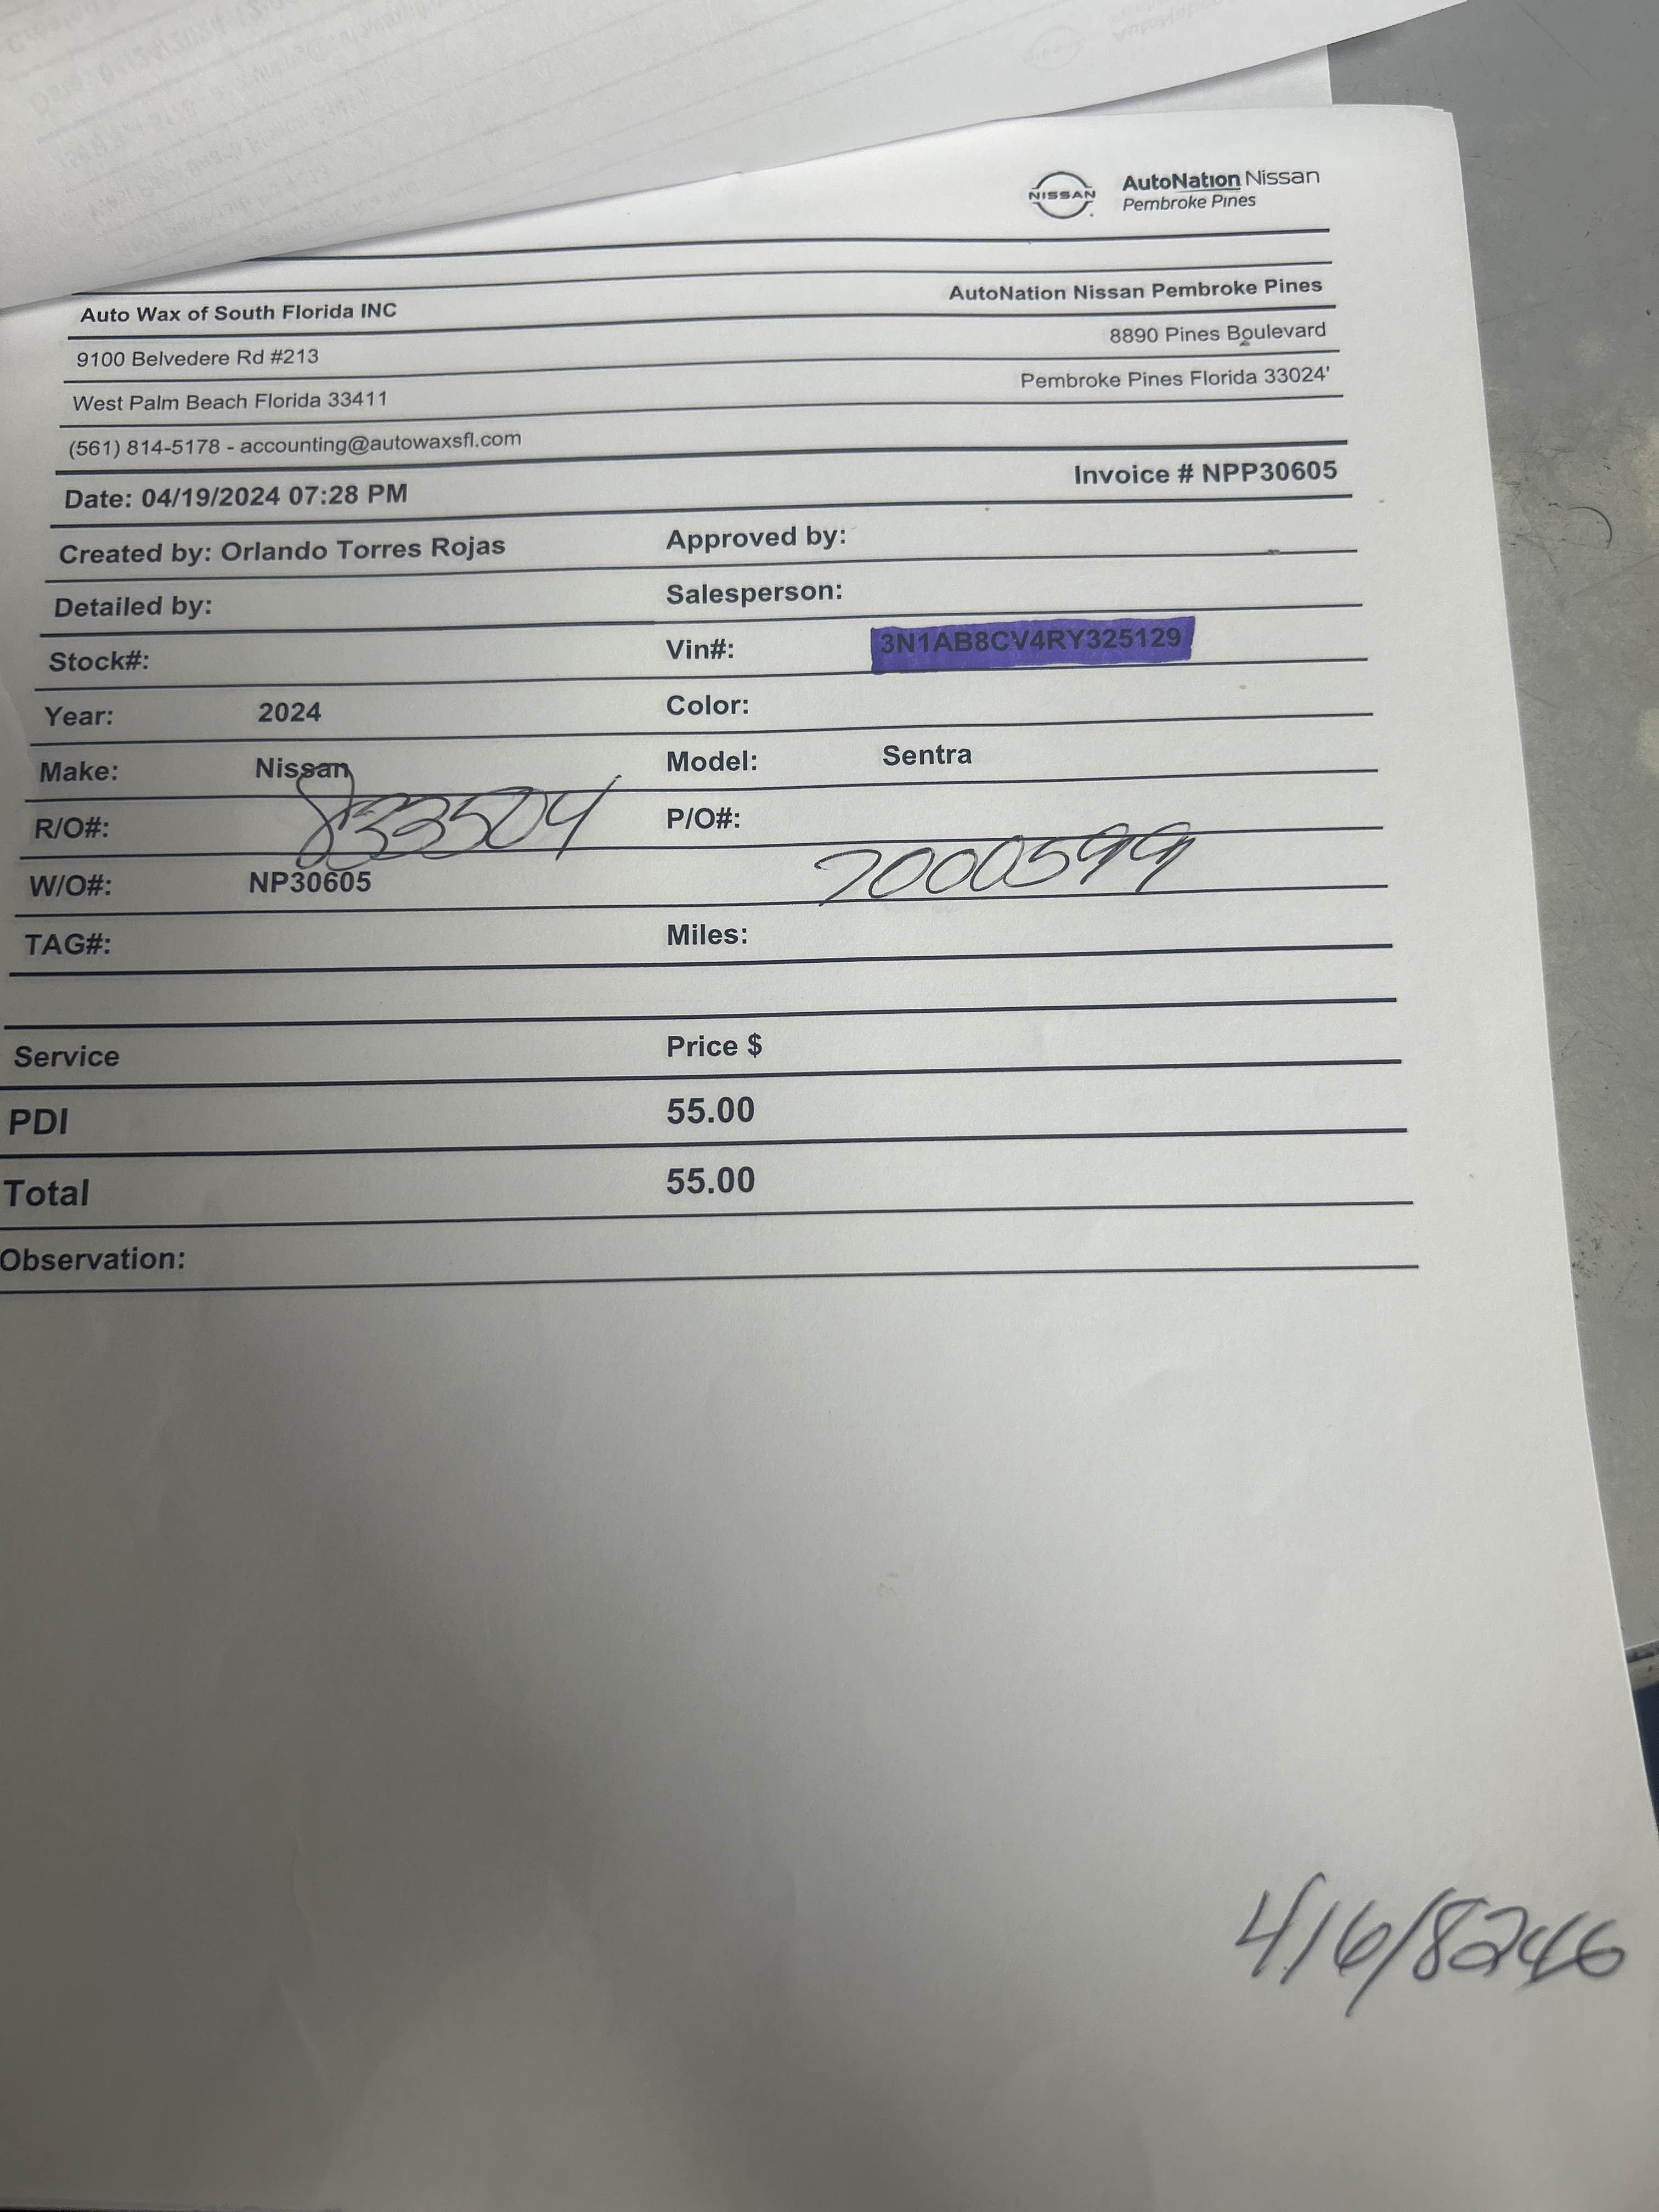 NISSAN AutoNation Nissan
Pembroke Pines
Auto Wax of South Florida INC AutoNation Nissan Pembroke Pines
9100 Belvedere Rd #213 8890 Pines Boulevard
West Palm Beach Florida 33411 Pembroke Pines Florida 33024'
(561) 814-5178 - accounting@autowaxsfl.com
Date: 04/19/2024 07:28 PM Invoice # NPP30605
Created by: Orlando Torres Rojas Approved by:
Detailed by: Salesperson:
Stock#: Vin#: 3N1AB8CV4RY325129
Year: 2024 Color:
Make: Nissan Model: Sentra
R/O#: 833504 P/O#:
W/O#: NP30605 7000599
TAG#: Miles:
Service Price $
PDI 55.00
Total 55.00
Observation:
416/8246